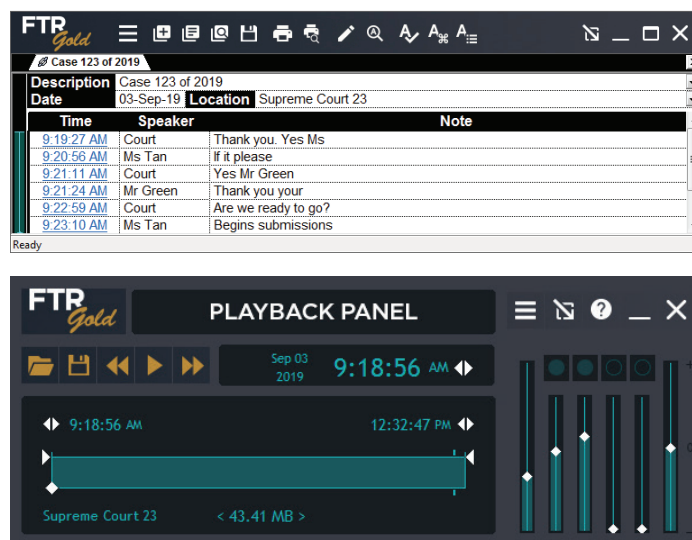 FTR Gold
Case 123 of 2019
Description Case 123 of 2019
Date 03-Sep-19 Location Supreme Court 23
Time Speaker Note
9:19:27 AM Court Thank you. Yes Ms
9:20:56 AM Ms Tan If it please
9:21:11 AM Court Yes Mr Green
9:21:24 AM Mr Green Thank you your
9:22:59 AM Court Are we ready to go?
9:23:10 AM Ms Tan Begins submissions
Ready
FTR Gold PLAYBACK PANEL
Sep 03 2019 9:18:56 AM
9:18:56 AM 12:32:47 PM
Supreme Court 23 < 43.41 MB >